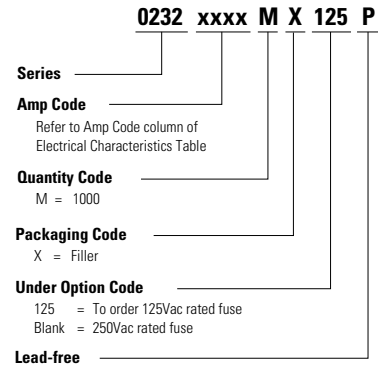 0232 xxxx M X 125 P
Series
Amp Code
Refer to Amp Code column of
Electrical Characteristics Table
Quantity Code
M = 1000
Packaging Code
X = Filler
Under Option Code
125 = To order 125Vac rated fuse
Blank = 250Vac rated fuse
Lead-free